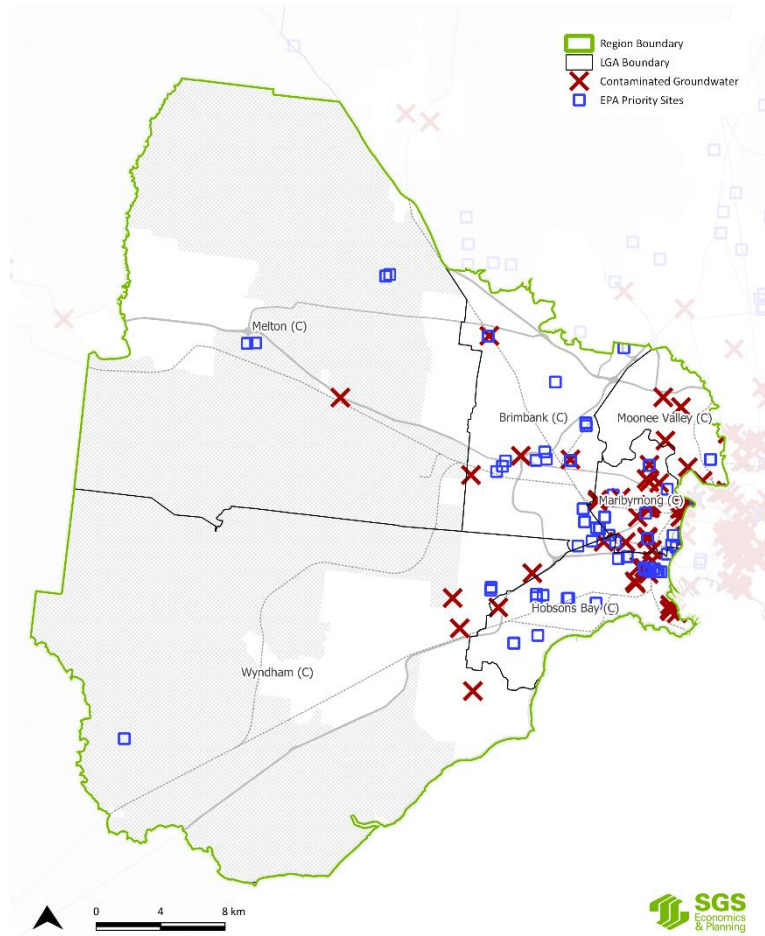 Region Boundary
LGA Boundary
Contaminated Groundwater
EPA Priority Sites
Melton (C)
Brimbank (C)
Moonee Valley (C)
Maribyrnong (C)
Hobsons Bay (C)
Wyndham (C)
0 4 8 km
SGS
Economics
& Planning